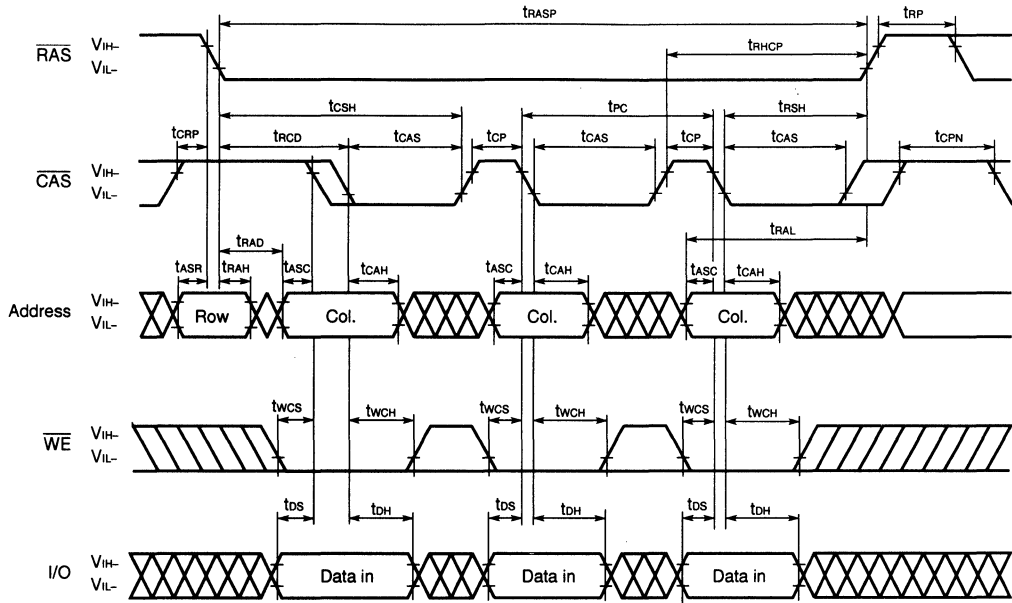 tRASP
tRP
RAS VIH– VIL–
tRHCP
tCSH tPC tRSH
tCRP tRCD tCAS tCP tCAS tCP tCAS tCPN
CAS VIH– VIL–
tRAD tRAL
tASR tRAH tASC tCAH tASC tCAH tASC tCAH
Address VIH– VIL– Row Col. Col. Col.
tWCS tWCH tWCS tWCH tWCS tWCH
WE VIH– VIL–
tDS tDH tDS tDH tDS tDH
I/O VIH– VIL– Data in Data in Data in